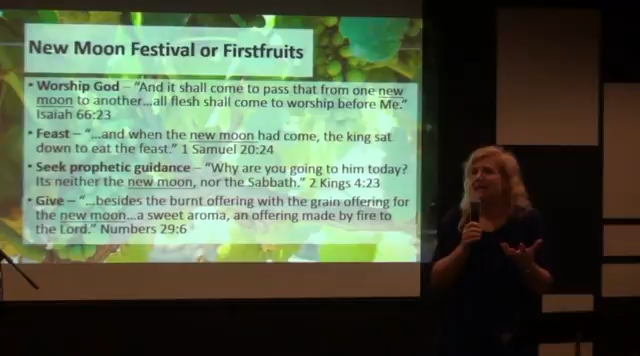 New Moon Festival or Firstfruits
• Worship God – "And it shall come to pass that from one new
moon to another...all flesh shall come to worship before Me."
Isaiah 66:23
• Feast – "...and when the new moon had come, the king sat
down to eat the feast." 1 Samuel 20:24
• Seek prophetic guidance – "Why are you going to him today?
Its neither the new moon, nor the Sabbath." 2 Kings 4:23
• Give – "...besides the burnt offering with the grain offering for
the new moon...a sweet aroma, an offering made by fire to
the Lord." Numbers 29:6